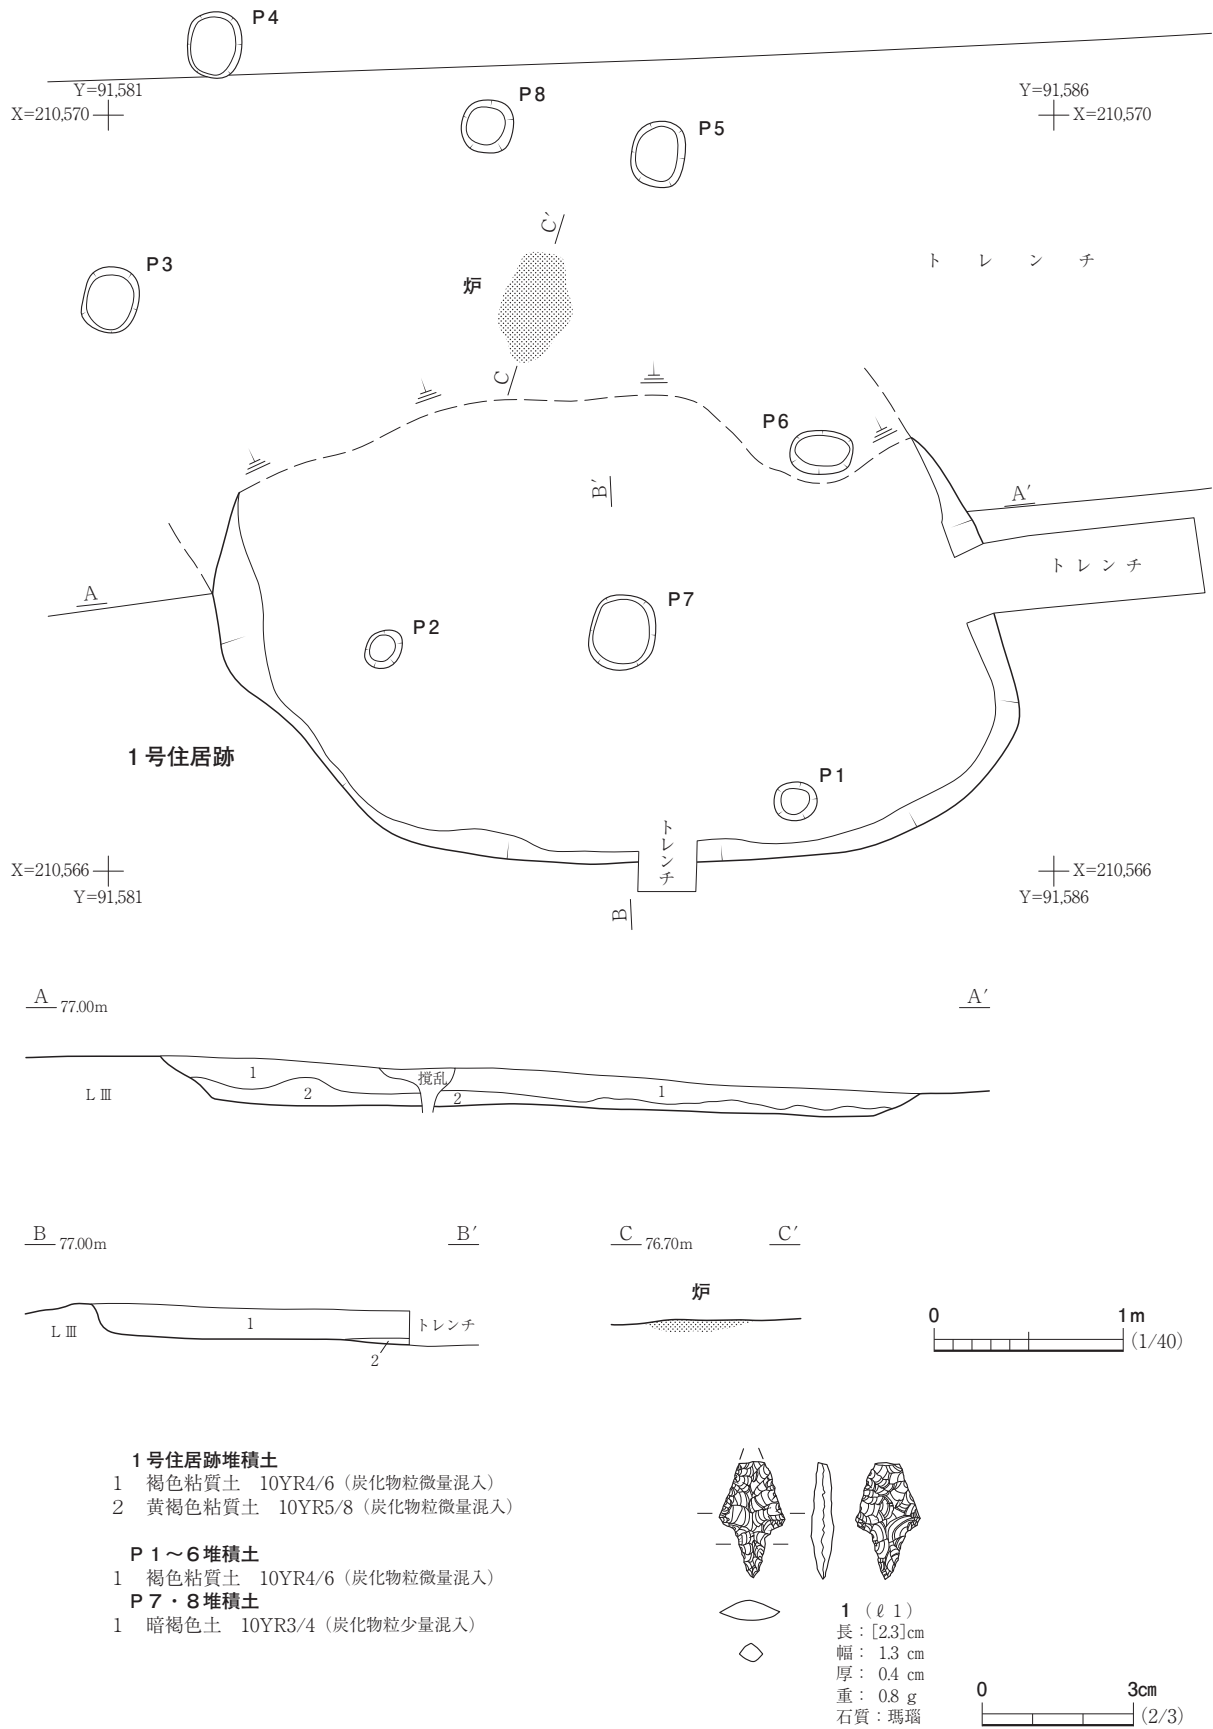 P4
Y=91,581
X=210,570
P8
P5
Y=91,586
X=210,570
C′
P3
炉
トレンチ
C
P6
B′
A′
トレンチ
A
P7
P2
1号住居跡
P1
トレンチ
X=210,566
Y=91,581
X=210,566
Y=91,586
B
A 77.00m A′
1
LⅢ
2
撹乱
2
1
B 77.00m B′
LⅢ
1
トレンチ
2
C 76.70m C′
炉
0 1m
(1/40)
1号住居跡堆積土
1 褐色粘質土 10YR4/6(炭化物粒微量混入)
2 黄褐色粘質土 10YR5/8(炭化物粒微量混入)
P1～6堆積土
1 褐色粘質土 10YR4/6(炭化物粒微量混入)
P7・8堆積土
1 暗褐色土 10YR3/4(炭化物粒少量混入)
1(ℓ1)
長:[2.3]㎝
幅: 1.3 ㎝
厚: 0.4 ㎝
重: 0.8 g
石質:瑪瑙
0 3㎝
(2/3)